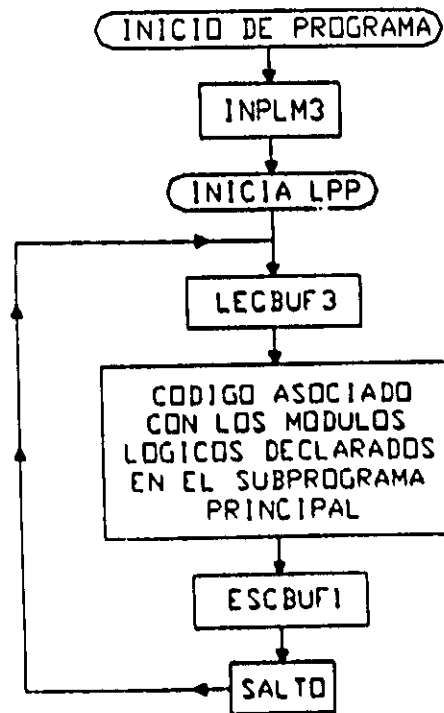 INICIO DE PROGRAMA
INPLM3
INICIA LPP
LECBUF3
CODIGO ASOCIADO
CON LOS MODULOS
LOGICOS DECLARADOS
EN EL SUBPROGRAMA
PRINCIPAL
ESCBUF1
SALTO